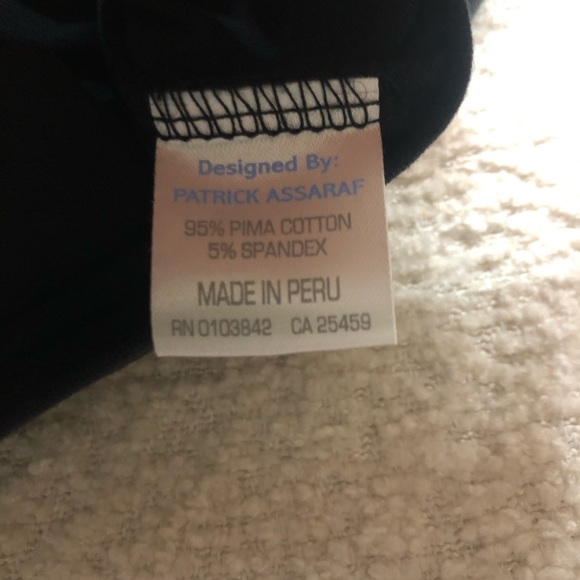 Designed By:
PATRICK ASSARAF
95% PIMA COTTON
5% SPANDEX
MADE IN PERU
RN 0103842 CA 25459